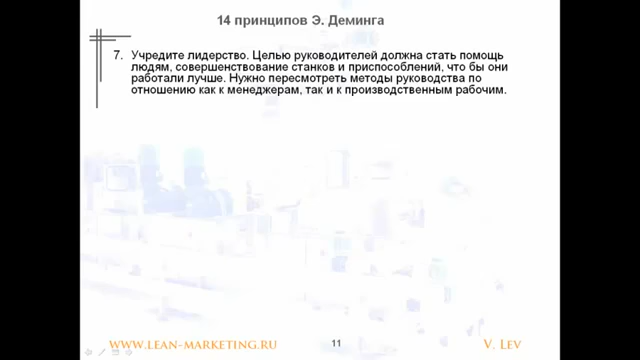 14 принципов Э. Деминга
7. Учредите лидерство. Целью руководителей должна стать помощь
людям, совершенствование станков и приспособлений, что бы они
работали лучше. Нужно пересмотреть методы руководства по
отношению как к менеджерам, так и к производственным рабочим.
WWW.LEAN-MARKETING.RU 11 V. LEV